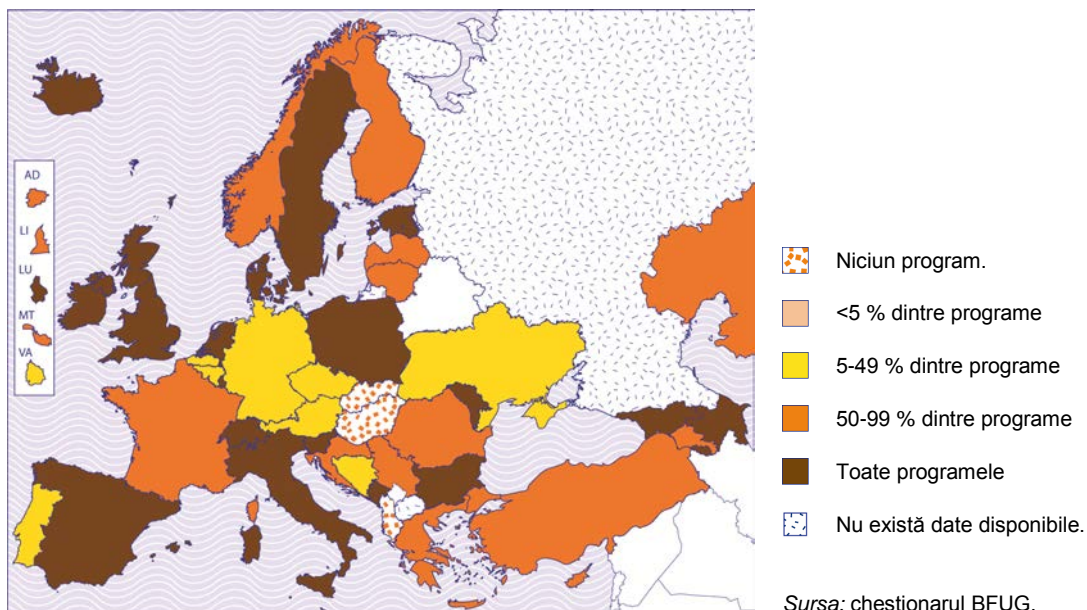 AD
LI
LU
MT
VA
Niciun program.
<5 % dintre programe
5-49 % dintre programe
50-99 % dintre programe
Toate programele
Nu există date disponibile.
Sursa: chestionarul BFUG.